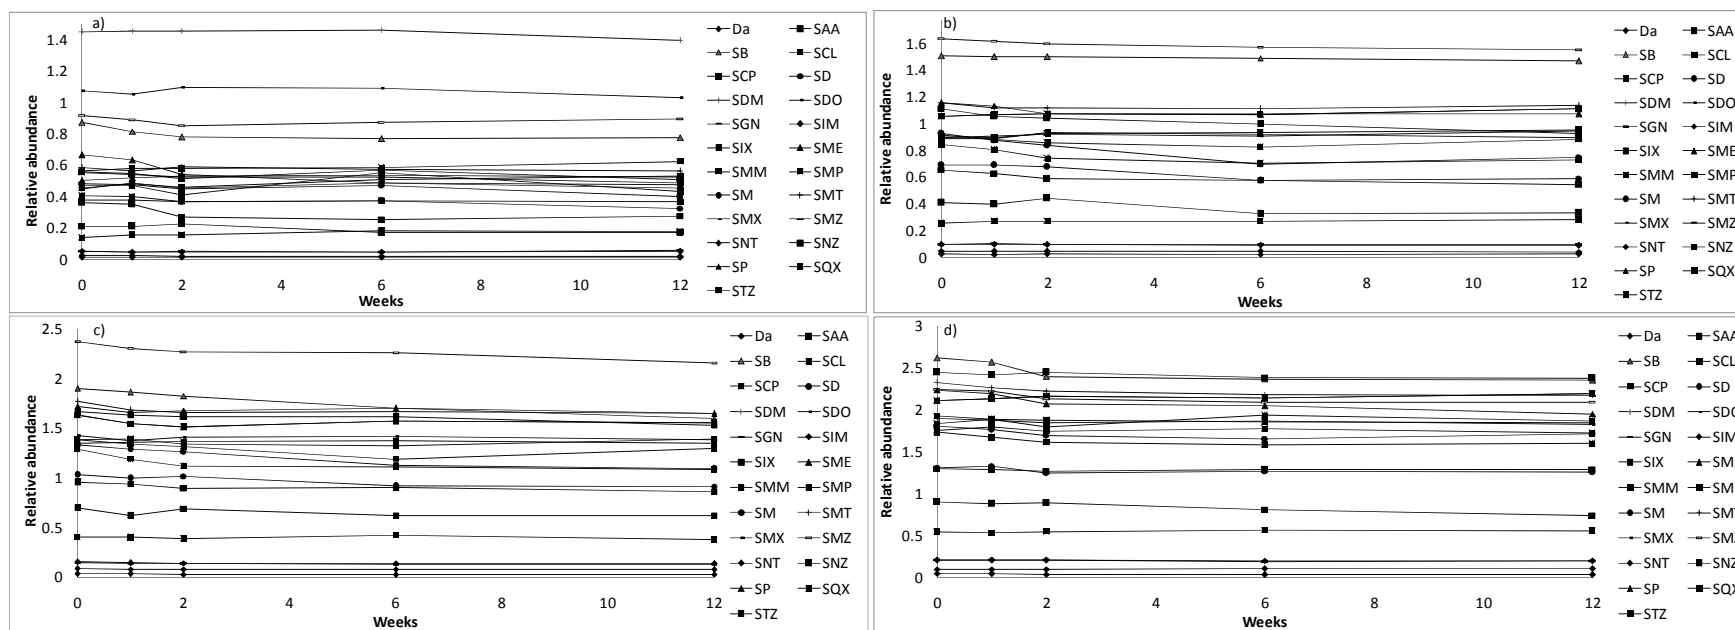 a)
Relative abundance
1.4
1.2
1
0.8
0.6
0.4
0.2
0
0 2 4 6 8 10 12
Weeks
Da SAA
SB SCL
SCP SD
SDM SDO
SGN SIM
SIX SME
SMM SMP
SM SMT
SMX SMZ
SNT SNZ
SP SQX
STZ
b)
Relative abundance
1.6
1.4
1.2
1
0.8
0.6
0.4
0.2
0
0 2 4 6 8 10 12
Weeks
Da SAA
SB SCL
SCP SD
SDM SDO
SGN SIM
SIX SME
SMM SMP
SM SMT
SMX SMZ
SNT SNZ
SP SQX
STZ
c)
Relative abundance
2.5
2
1.5
1
0.5
0
0 2 4 6 8 10 12
Weeks
Da SAA
SB SCL
SCP SD
SDM SDO
SGN SIM
SIX SME
SMM SMP
SM SMT
SMX SMZ
SNT SNZ
SP SQX
STZ
d)
Relative abundance
3
2.5
2
1.5
1
0.5
0
0 2 4 6 8 10 12
Weeks
Da SAA
SB SCL
SCP SD
SDM SDO
SGN SIM
SIX
SMM
SM SMT
SMX
SNT SNZ
SP SQX
STZ